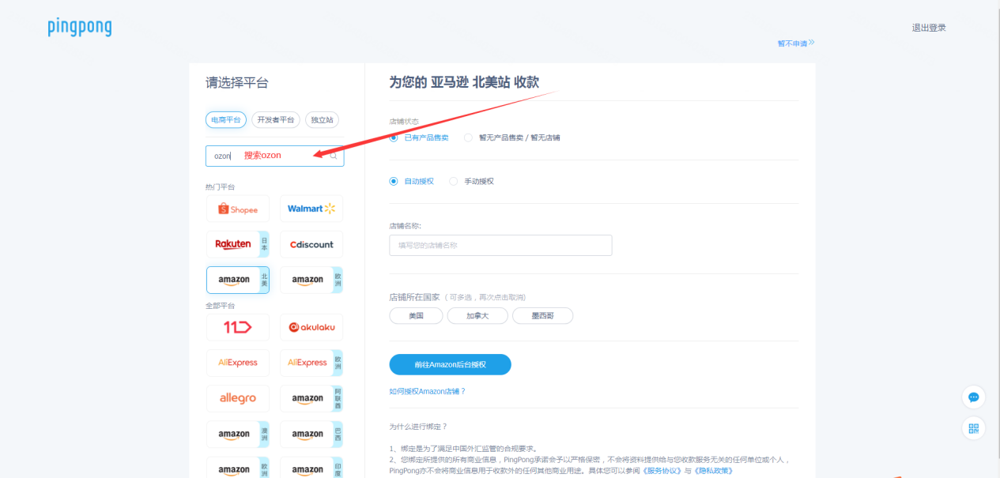 pingpong
退出登录
暂不申请
请选择平台
电商平台 开发者平台 独立站
ozon 搜索ozon
热门平台
Shopee
Walmart
Rakuten 日本
Cdiscount
amazon 北美
amazon 欧洲
全部平台
11
akulaku
AliExpress
AliExpress 欧洲
allegro
amazon 阿联酋
amazon 澳洲
amazon 巴西
amazon 欧洲
amazon 印度
为您的 亚马逊 北美站 收款
店铺状态
已有产品售卖 暂无产品售卖 / 暂无店铺
自动授权 手动授权
店铺名称:
填写您的店铺名称
店铺所在国家 (可多选，再次点击取消)
美国 加拿大 墨西哥
前往Amazon后台授权
如何授权Amazon店铺？
为什么进行绑定？
1、绑定是为了满足中国外汇监管的合规要求。
2、您绑定所提供的所有商业信息，PingPong承诺会予以严格保密，不会将资料提供给与您收款服务无关的任何单位或个人，
PingPong亦不会将商业信息用于收款外的任何其他商业用途。具体您可以参阅《服务协议》与《隐私政策》